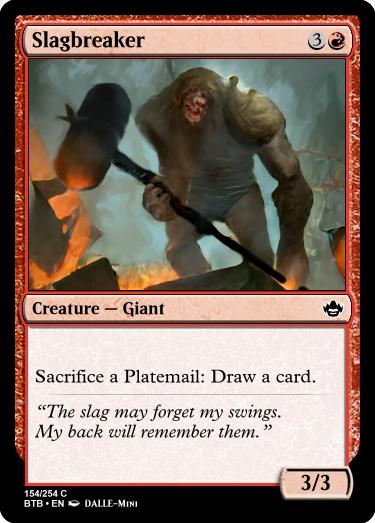 Slagbreaker 3
Creature — Giant
Sacrifice a Platemail: Draw a card.
“The slag may forget my swings.
My back will remember them.”
3/3
154/254 C
BTB • EN DALLE-Mini